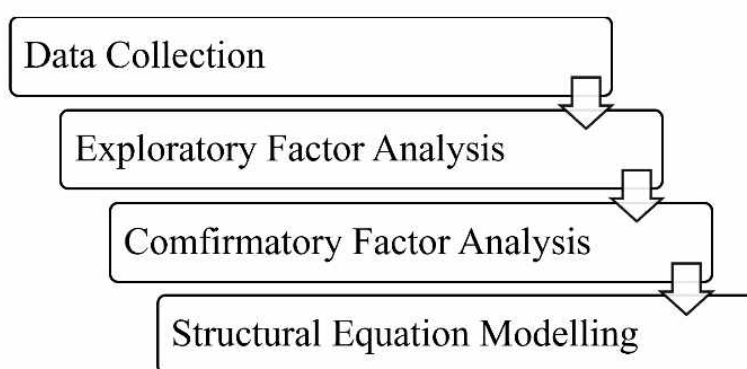 Data Collection
Exploratory Factor Analysis
Comfirmatory Factor Analysis
Structural Equation Modelling